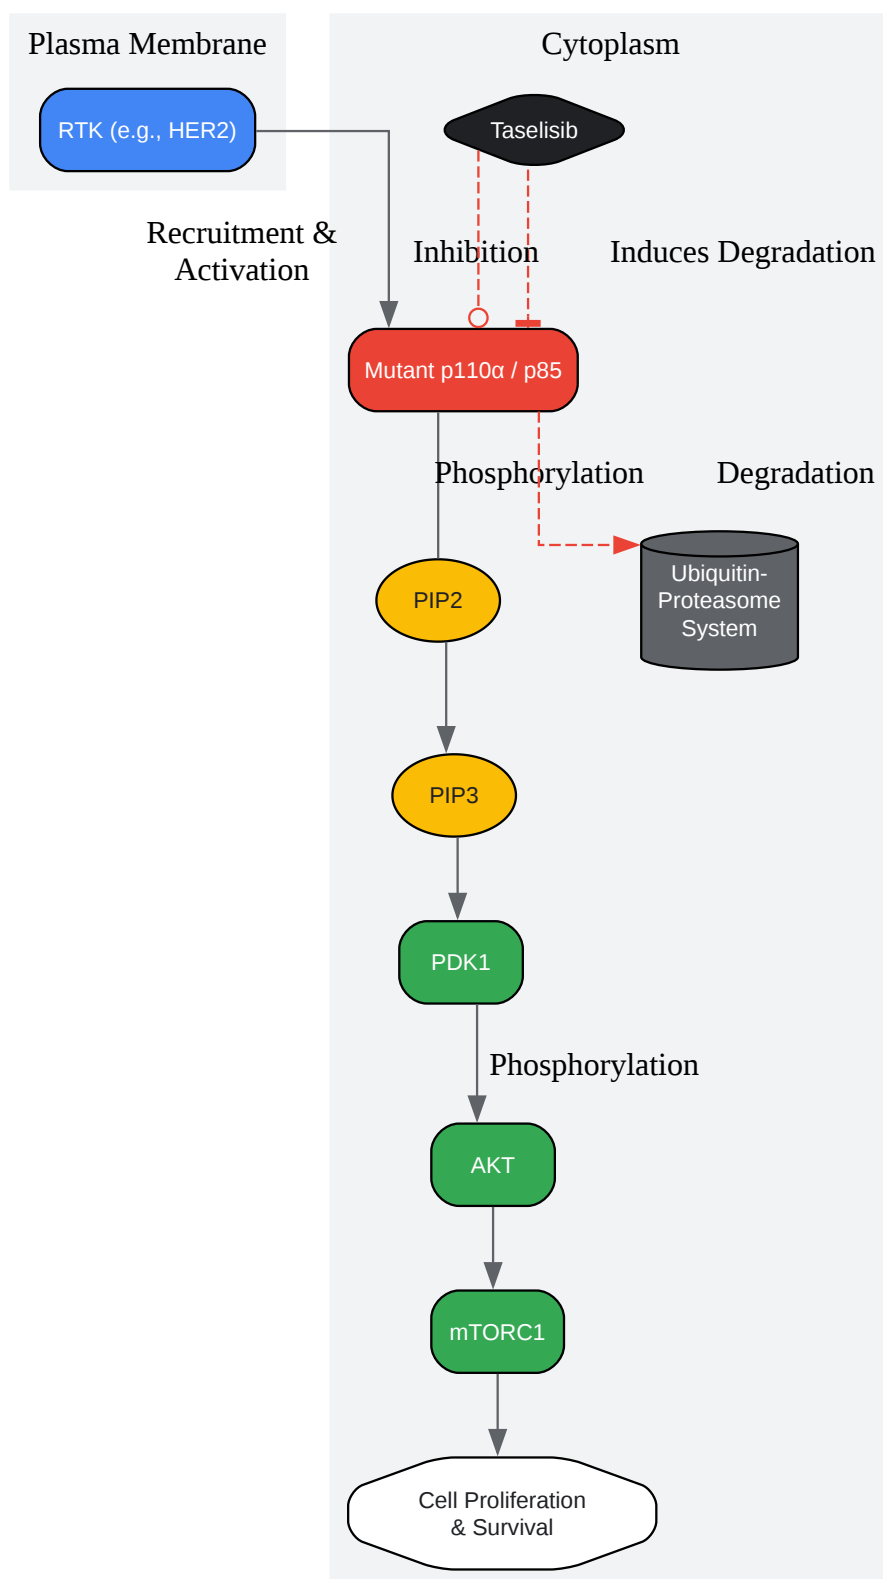 Plasma Membrane
Cytoplasm
RTK (e.g., HER2)
Taselisib
Recruitment &
Activation
Inhibition
Induces Degradation
Mutant p110α / p85
Phosphorylation
Degradation
Ubiquitin-
Proteasome
System
PIP2
PIP3
PDK1
Phosphorylation
AKT
mTORC1
Cell Proliferation
& Survival